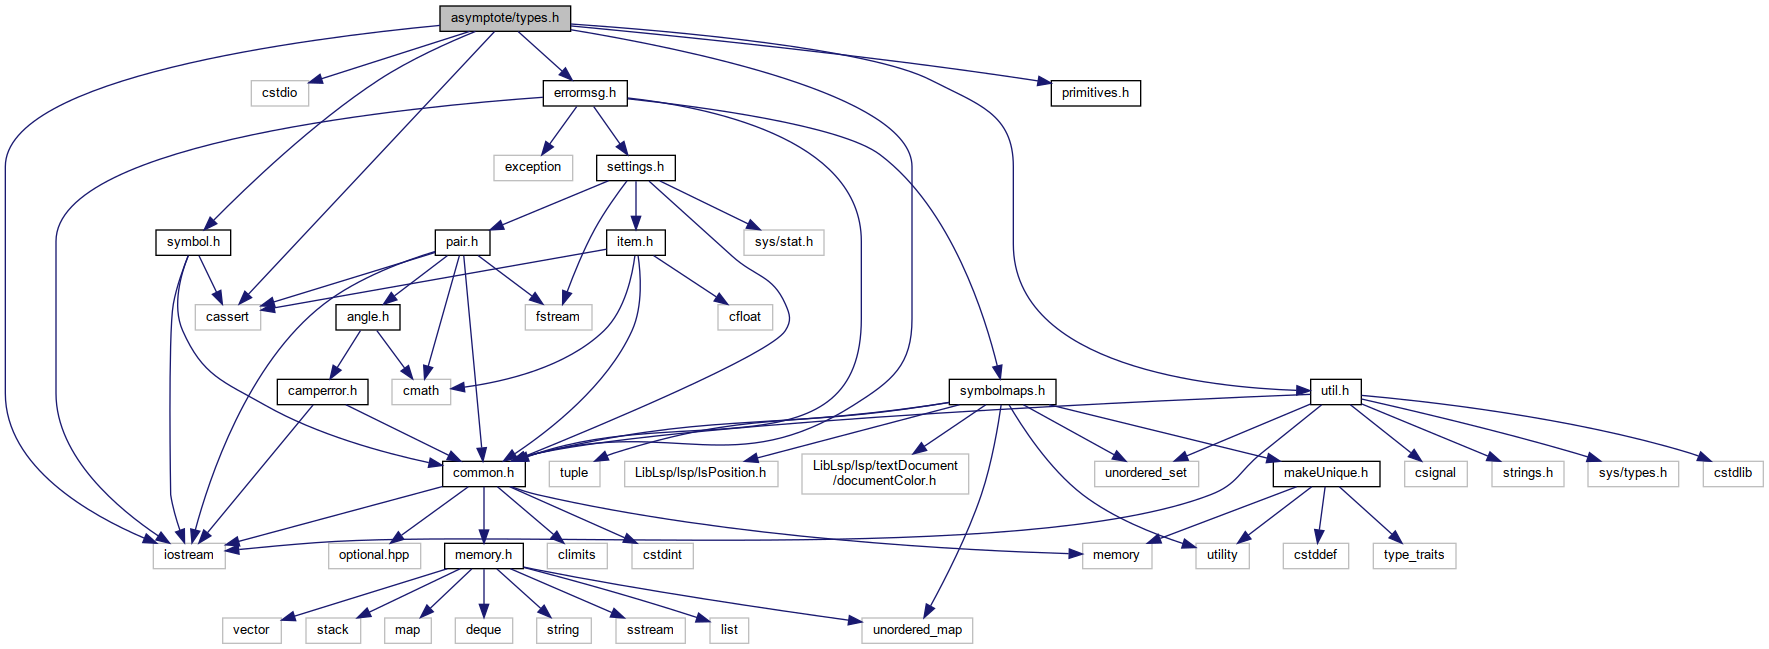 asymptote/types.h
cstdio
errormsg.h
primitives.h
exception
settings.h
symbol.h
pair.h
item.h
sys/stat.h
cassert
angle.h
fstream
cfloat
camperror.h
cmath
symbolmaps.h
util.h
common.h
tuple
LibLsp/lsp/lsPosition.h
LibLsp/lsp/textDocument
/documentColor.h
unordered_set
makeUnique.h
csignal
strings.h
sys/types.h
cstdlib
iostream
optional.hpp
memory.h
climits
cstdint
memory
utility
cstddef
type_traits
vector
stack
map
deque
string
sstream
list
unordered_map